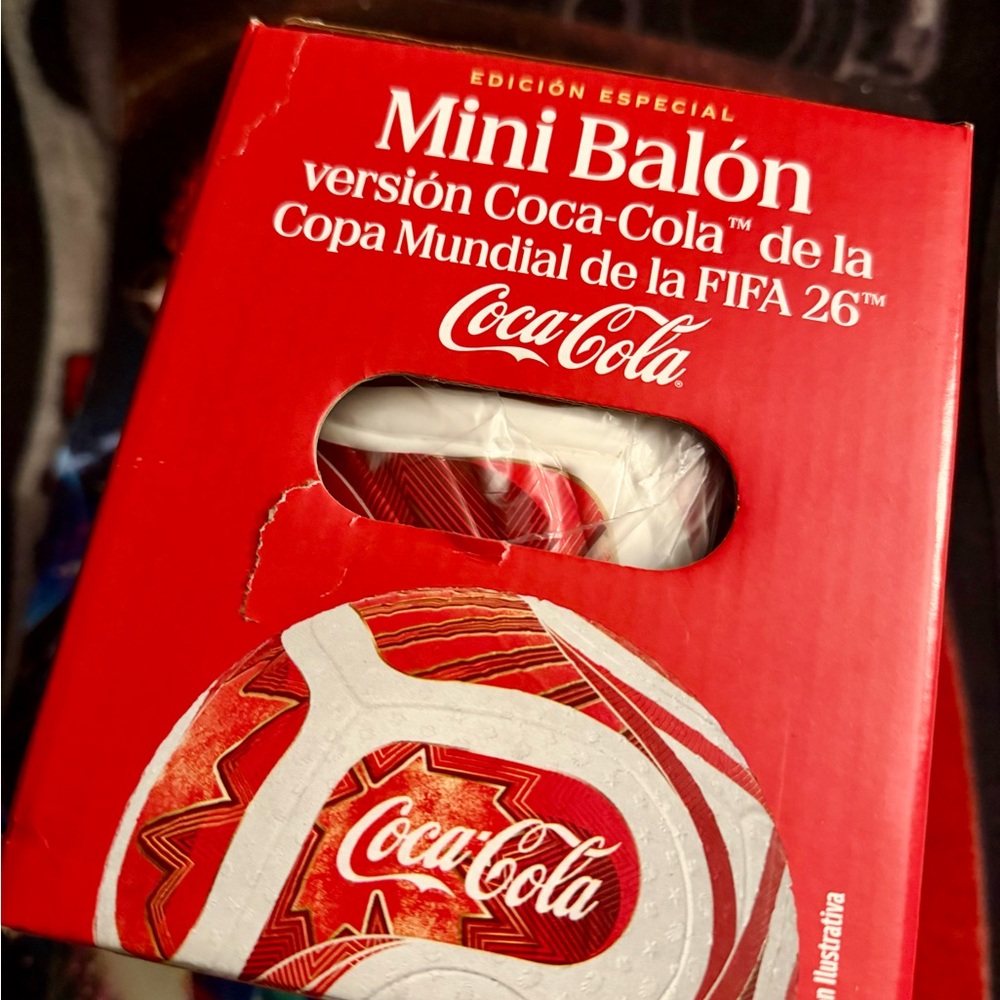 EDICIÓN ESPECIAL
Mini Balón
versión Coca-Cola™ de la
Copa Mundial de la FIFA 26™
Coca-Cola®
Coca-Cola
Ilustrativa